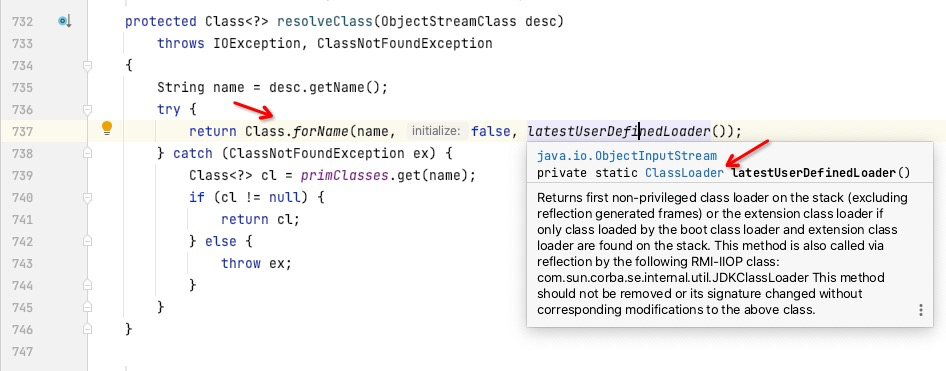 732 protected Class<?> resolveClass(ObjectStreamClass desc)
733 throws IOException, ClassNotFoundException
734 {
735 String name = desc.getName();
736 try {
737 return Class.forName(name, initialize: false, latestUserDefinedLoader());
738 } catch (ClassNotFoundException ex) {
739 Class<?> cl = primClasses.get(name);
740 if (cl != null) {
741 return cl;
742 } else {
743 throw ex;
744 }
745 }
746 }
747
java.io.ObjectInputStream
private static ClassLoader latestUserDefinedLoader()
Returns first non-privileged class loader on the stack (excluding
reflection generated frames) or the extension class loader if
only class loaded by the boot class loader and extension class
loader are found on the stack. This method is also called via
reflection by the following RMI-IIOP class:
com.sun.corba.se.internal.util.JDKClassLoader This method
should not be removed or its signature changed without
corresponding modifications to the above class.